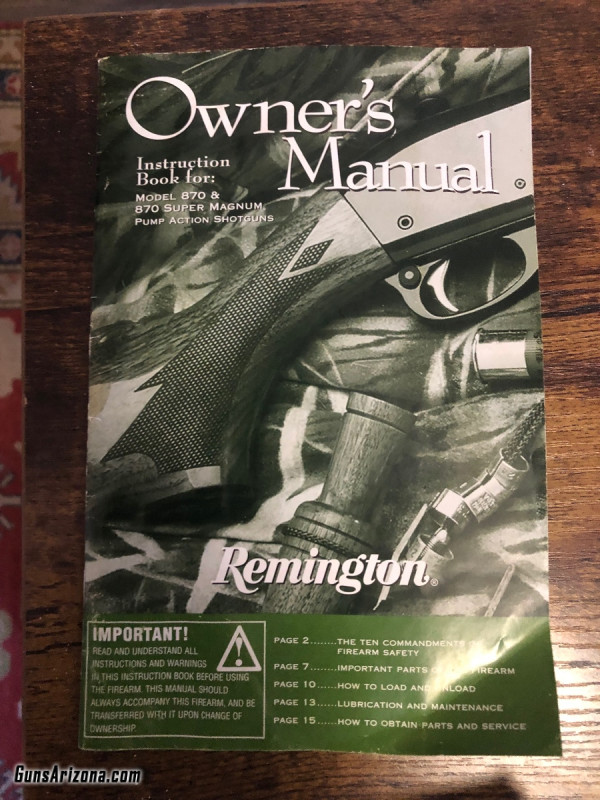 Owner's
Manual
Instruction
Book for:
Model 870 &
870 Super Magnum
Pump Action Shotguns
Remington®
IMPORTANT!
READ AND UNDERSTAND ALL
INSTRUCTIONS AND WARNINGS
IN THIS INSTRUCTION BOOK BEFORE USING
THE FIREARM. THIS MANUAL SHOULD
ALWAYS ACCOMPANY THIS FIREARM, AND BE
TRANSFERRED WITH IT UPON CHANGE OF
OWNERSHIP.
PAGE 2........THE TEN COMMANDMENTS OF
FIREARM SAFETY
PAGE 7........IMPORTANT PARTS OF THE FIREARM
PAGE 10......HOW TO LOAD AND UNLOAD
PAGE 13......LUBRICATION AND MAINTENANCE
PAGE 15......HOW TO OBTAIN PARTS AND SERVICE
GunsArizona.com